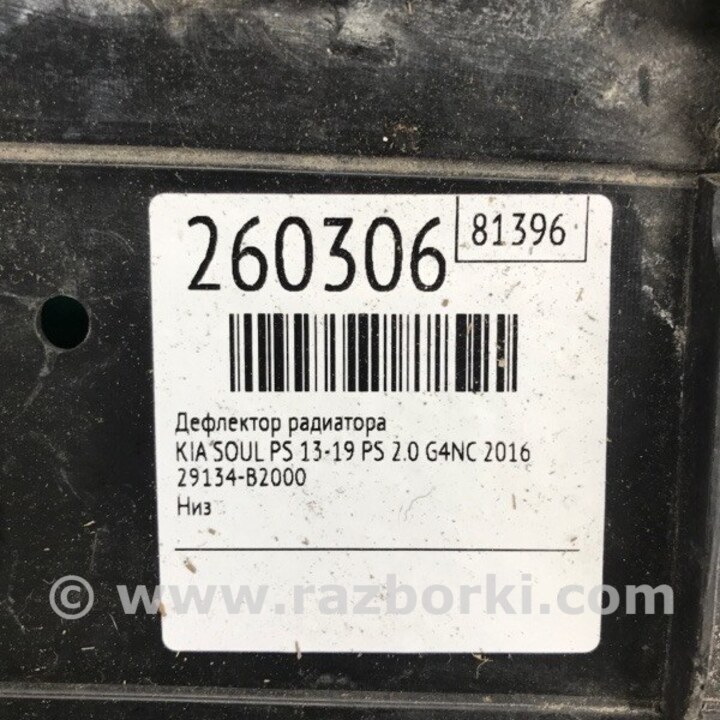 260306
81396
Дефлектор радиатора
KIA SOUL PS 13-19 PS 2.0 G4NC 2016
29134-B2000
Низ
© www.razborki.com